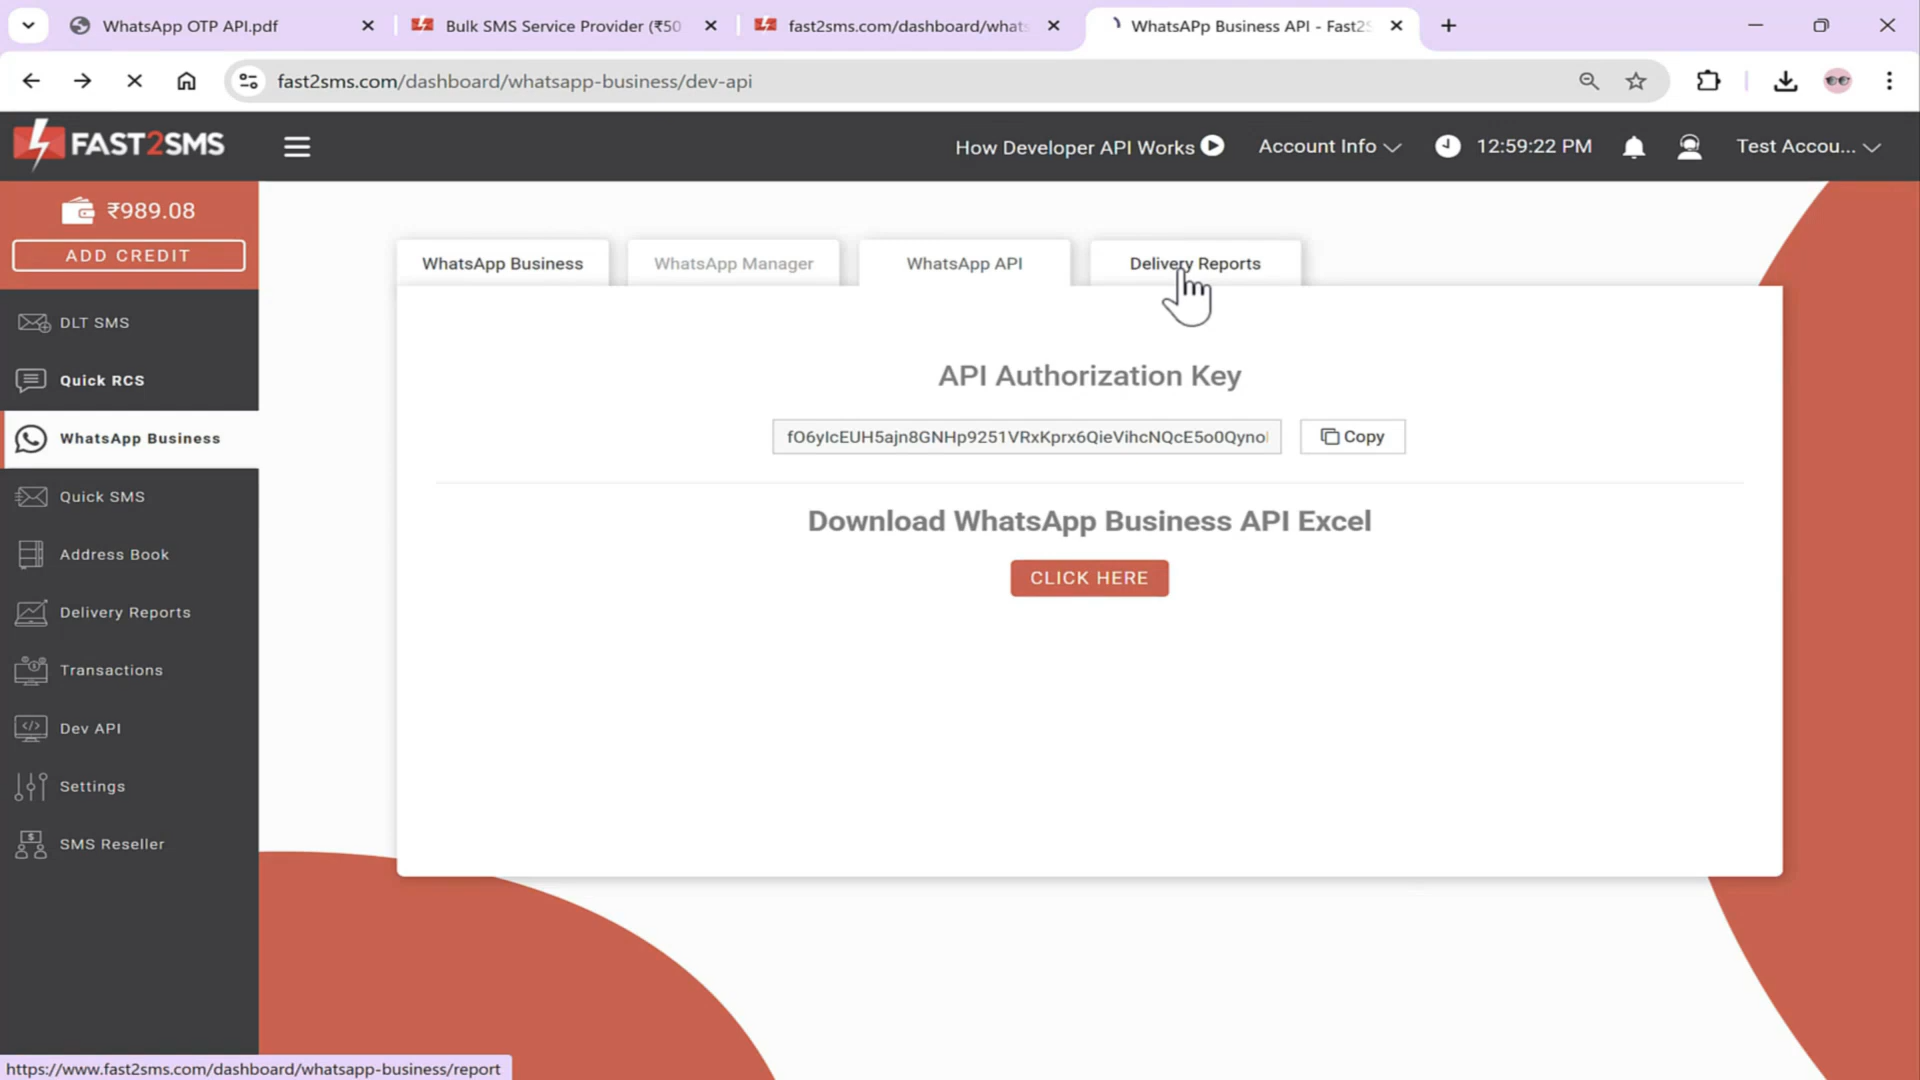 WhatsApp OTP API.pdf
Bulk SMS Service Provider (₹50
fast2sms.com/dashboard/whats
WhatsAPp Business API - Fast2S
fast2sms.com/dashboard/whatsapp-business/dev-api
FAST2SMS
How Developer API Works
Account Info
12:59:22 PM
Test Accou...
₹989.08
ADD CREDIT
DLT SMS
Quick RCS
WhatsApp Business
Quick SMS
Address Book
Delivery Reports
Transactions
Dev API
Settings
SMS Reseller
WhatsApp Business
WhatsApp Manager
WhatsApp API
Delivery Reports
API Authorization Key
fO6yIcEUH5ajn8GNHp9251VRxKprx6QieVihcNQcE5o0Qyno
Copy
Download WhatsApp Business API Excel
CLICK HERE
https://www.fast2sms.com/dashboard/whatsapp-business/report